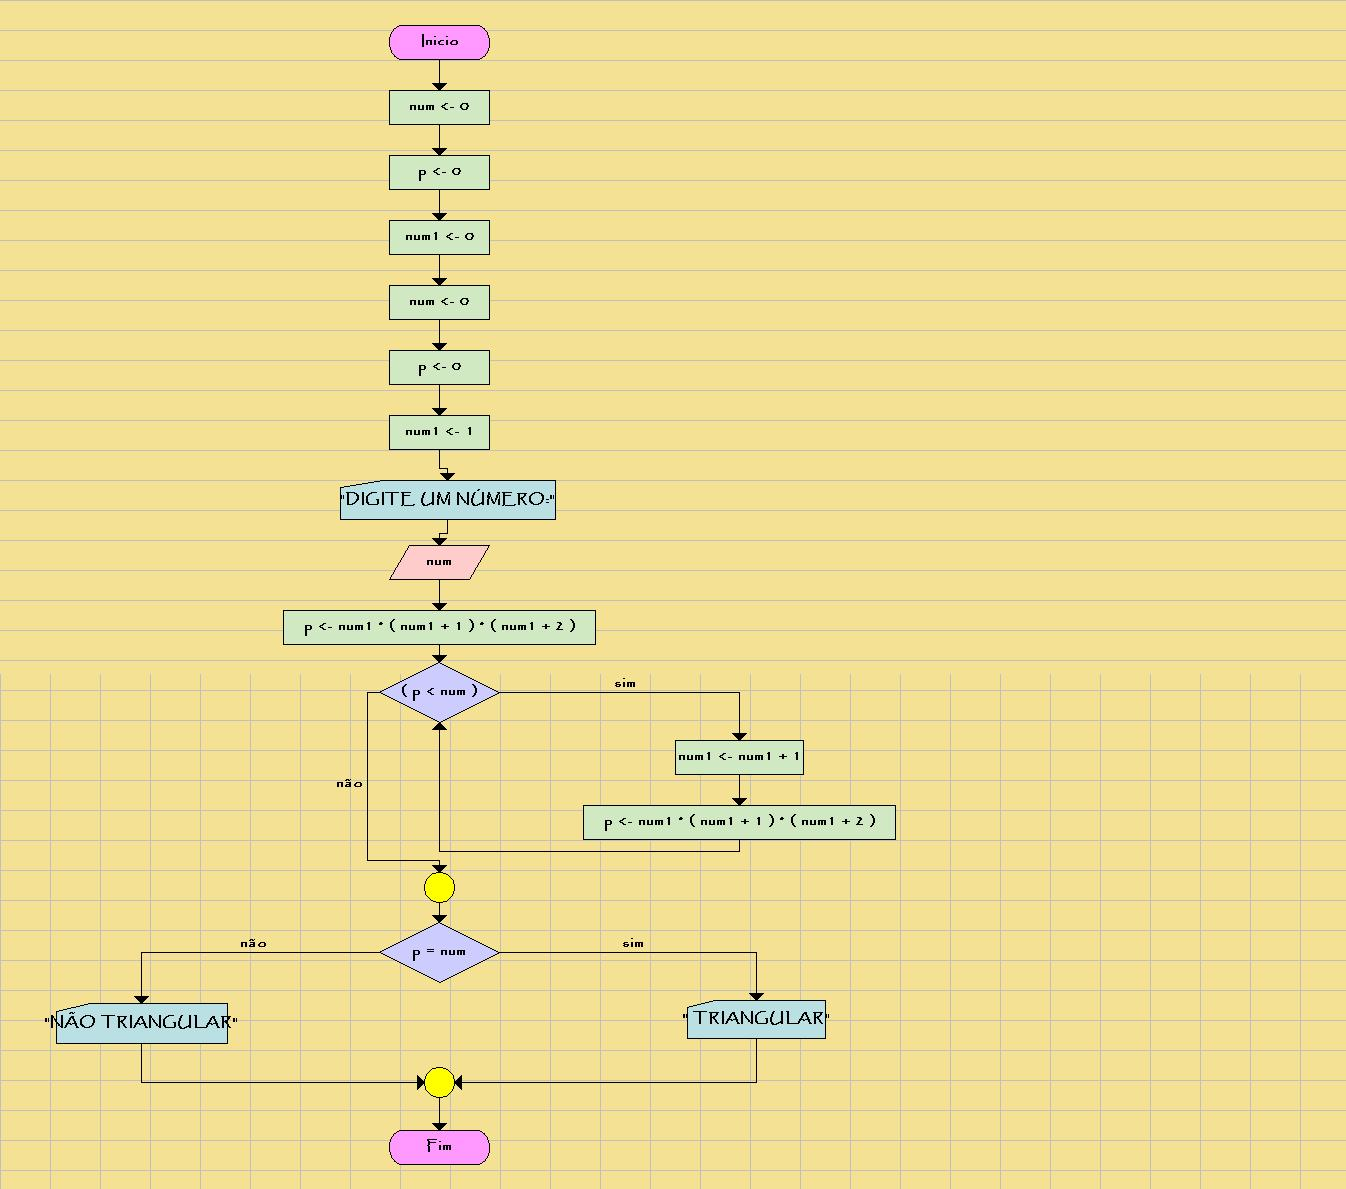 Inicio
num <- 0
p <- 0
num1 <- 0
num <- 0
p <- 0
num1 <- 1
"DIGITE UM NÚMERO:"
num
p <- num1 * ( num1 + 1 ) * ( num1 + 2 )
( p < num )
sim
num1 <- num1 + 1
não
p <- num1 * ( num1 + 1 ) * ( num1 + 2 )
não
p = num
sim
"NÃO TRIANGULAR"
" TRIANGULAR"
Fim